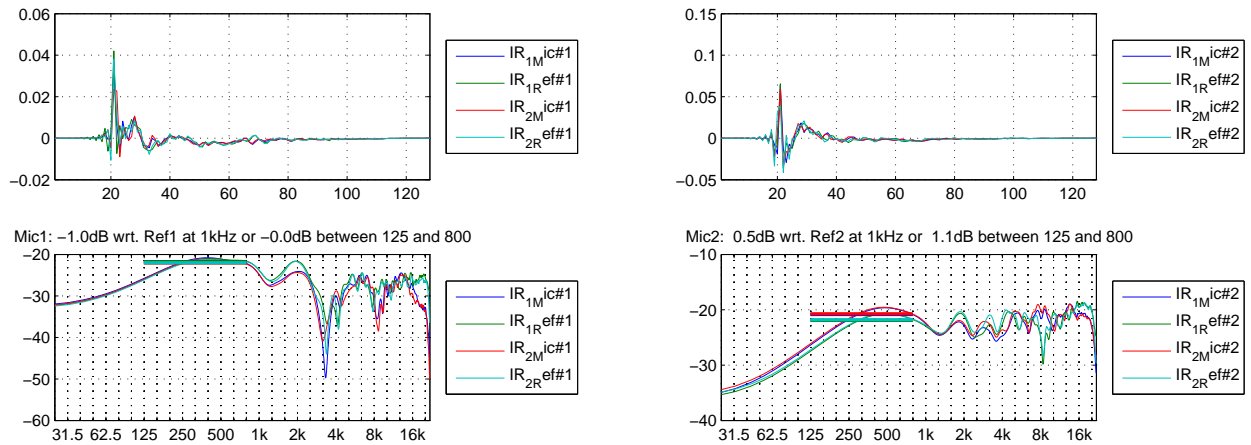 0.06
0.04
0.02
0
−0.02
20 40 60 80 100 120
IR1Mic#1
IR1Ref#1
IR2Mic#1
IR2Ref#1
0.15
0.1
0.05
0
−0.05
20 40 60 80 100 120
IR1Mic#2
IR1Ref#2
IR2Mic#2
IR2Ref#2
Mic1: −1.0dB wrt. Ref1 at 1kHz or −0.0dB between 125 and 800
−20
−30
−40
−50
−60
31.5 62.5 125 250 500 1k 2k 4k 8k 16k
IR1Mic#1
IR1Ref#1
IR2Mic#1
IR2Ref#1
Mic2: 0.5dB wrt. Ref2 at 1kHz or 1.1dB between 125 and 800
−10
−20
−30
−40
31.5 62.5 125 250 500 1k 2k 4k 8k 16k
IR1Mic#2
IR1Ref#2
IR2Mic#2
IR2Ref#2